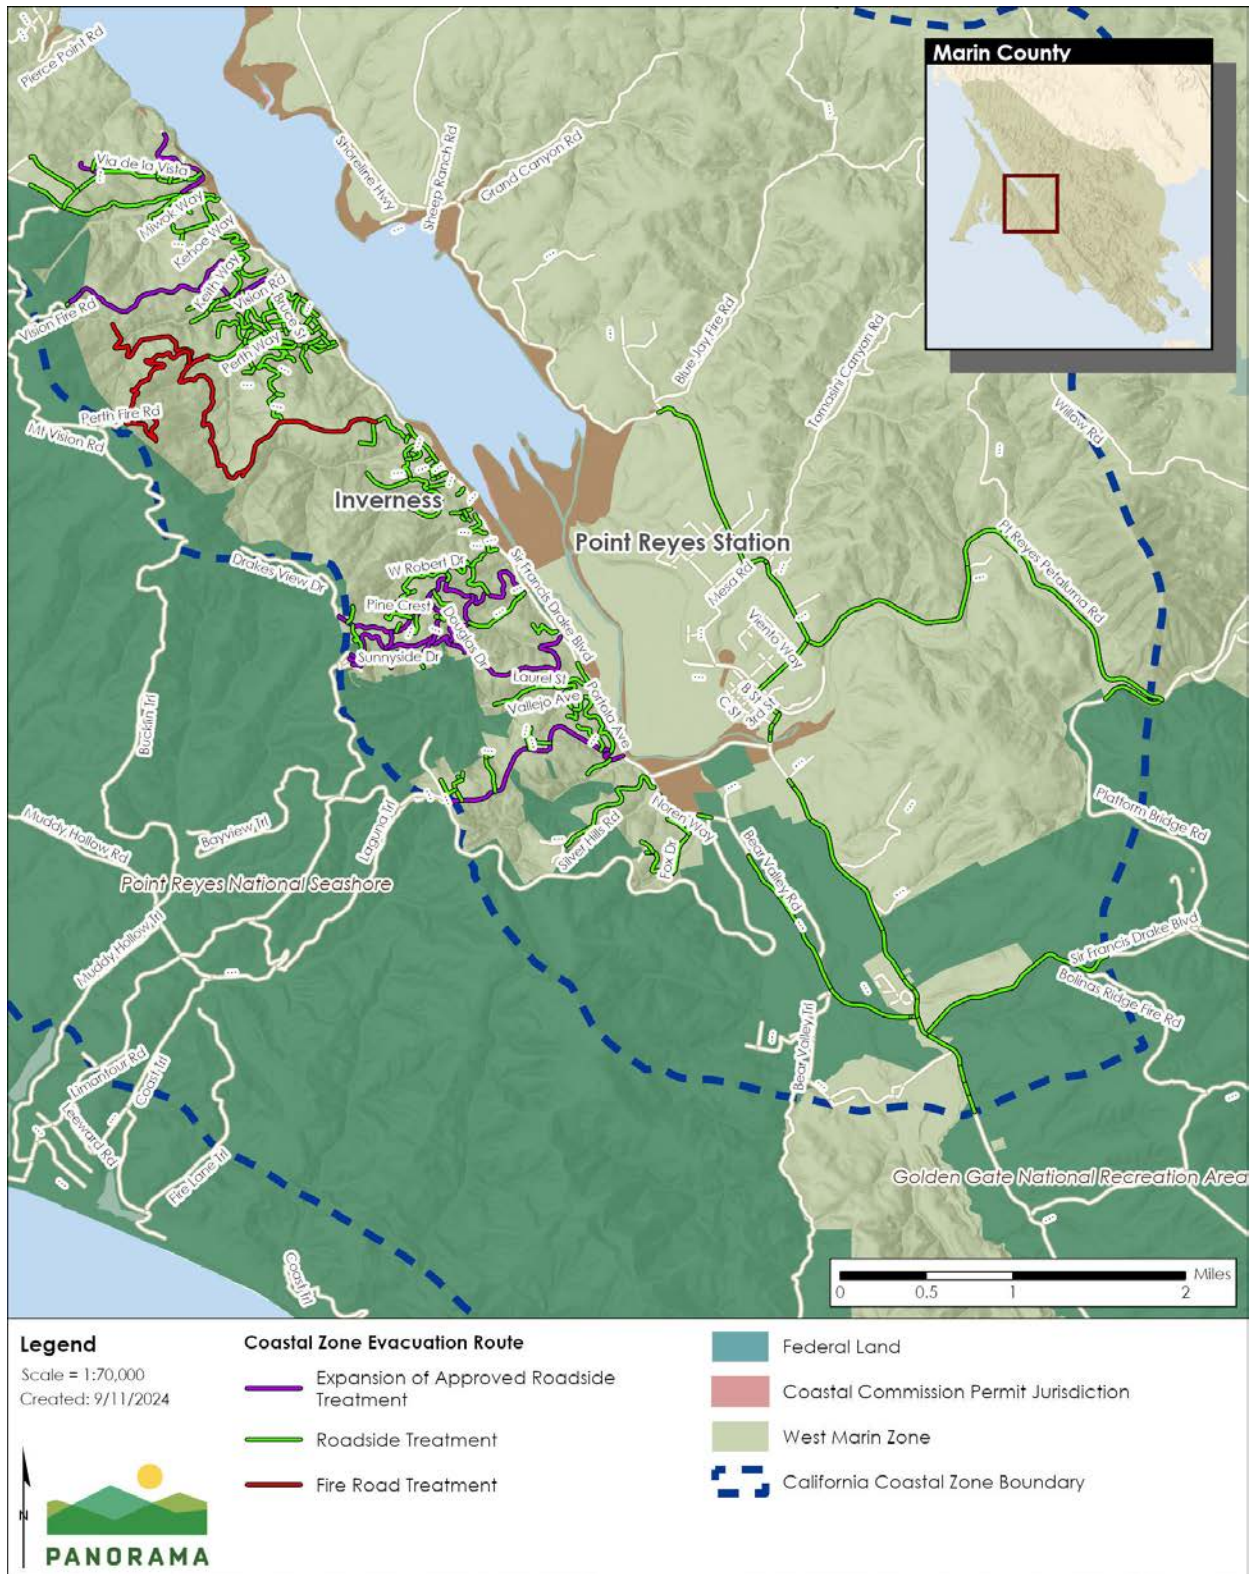 Marin County
Pierce Point Rd
Shoreline Hwy
Sheep Ranch Rd
Grand Canyon Rd
Via de la Vista
Miwok Way
Kehoe Way
Keith Way
Vision Rd
Bruce St
Vision Fire Rd
Perth Way
Blue Jay Fire Rd
Tomasini Canyon Rd
Willow Rd
Perth Fire Rd
Mt Vision Rd
Inverness
Point Reyes Station
Pt Reyes Petaluma Rd
Mesa Rd
Drakes View Dr
W Robert Dr
Sir Francis Drake Blvd
Pine Crest
Douglas Dr
Viento Way
Sunnyside Dr
Laurel St
Vallejo Ave
Portola Ave
B St
C St
3rd St
Bucklin Trl
Bayview Trl
Laguna Trl
Muddy Hollow Rd
Noren Way
Silver Hills Rd
Fox Dr
Bear Valley Rd
Platform Bridge Rd
Point Reyes National Seashore
Muddy Hollow Trl
Sir Francis Drake Blvd
Bolinas Ridge Fire Rd
Bear Valley Trl
Limantour Rd
Coast Trl
Leeward Rd
Fire Lane Trl
Golden Gate National Recreation Area
Coast Trl
0 0.5 1 2 Miles
Legend
Scale = 1:70,000
Created: 9/11/2024
N
PANORAMA
Coastal Zone Evacuation Route
Expansion of Approved Roadside
Treatment
Roadside Treatment
Fire Road Treatment
Federal Land
Coastal Commission Permit Jurisdiction
West Marin Zone
California Coastal Zone Boundary